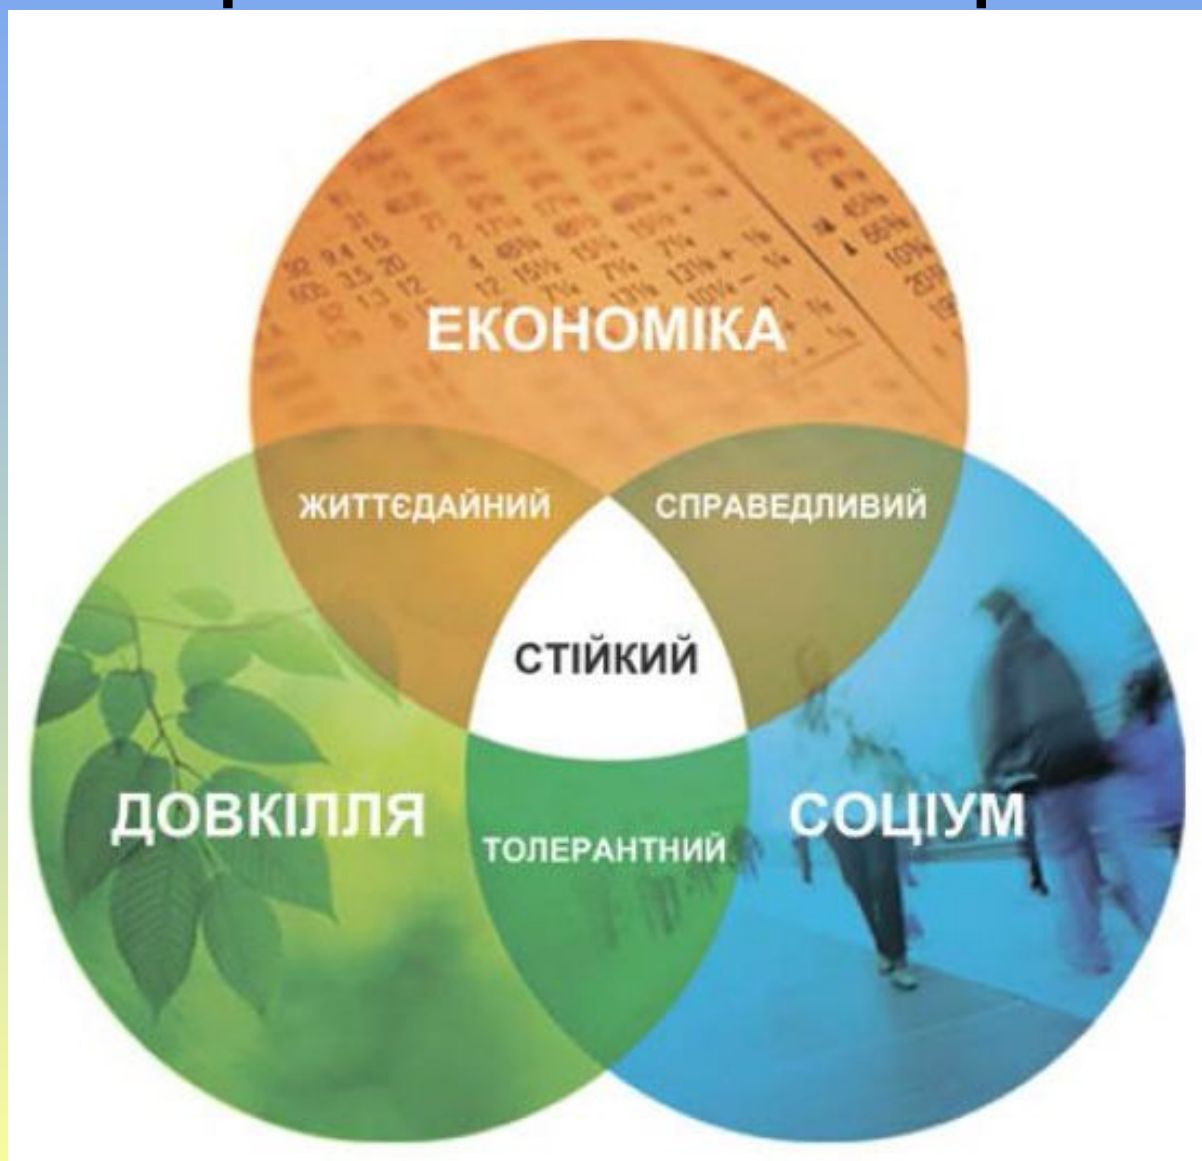 ЕКОНОМІКА
ЖИТТЄДАЙНИЙ
СПРАВЕДЛИВИЙ
СТІЙКИЙ
ДОВКІЛЛЯ
СОЦІУМ
ТОЛЕРАНТНИЙ